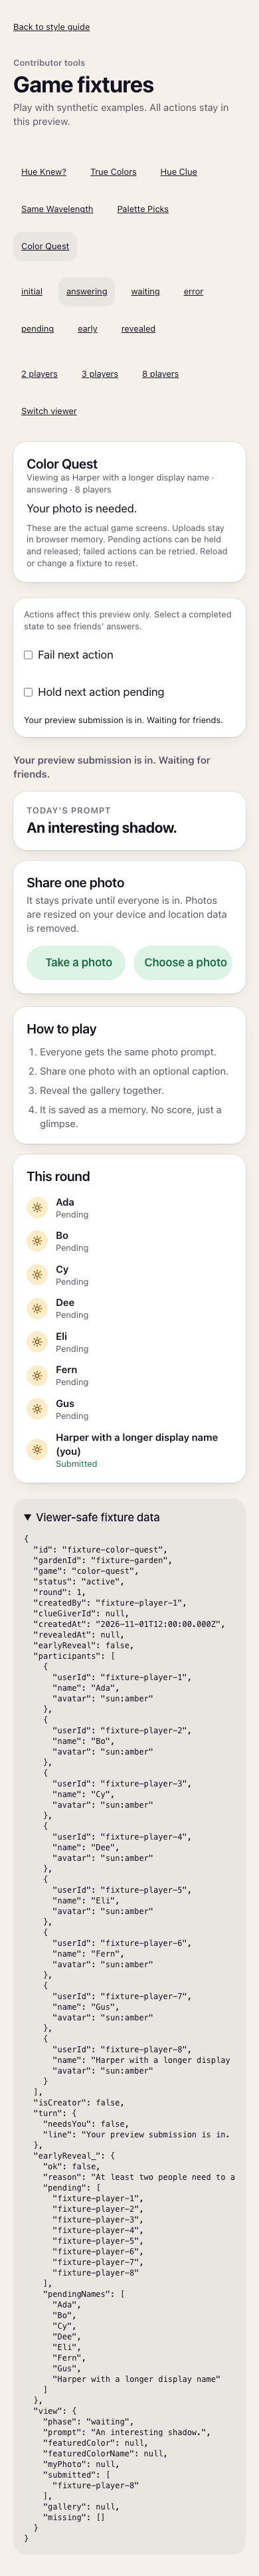 Back to style guide
Contributor tools
Game fixtures
Play with synthetic examples. All actions stay in
this preview.
Hue Knew? True Colors Hue Clue
Same Wavelength Palette Picks
Color Quest
initial answering waiting error
pending early revealed
2 players 3 players 8 players
Switch viewer
Color Quest
Viewing as Harper with a longer display name ·
answering · 8 players
Your photo is needed.
These are the actual game screens. Uploads stay
in browser memory. Pending actions can be held
and released; failed actions can be retried. Reload
or change a fixture to reset.
Actions affect this preview only. Select a completed
state to see friends' answers.
Fail next action
Hold next action pending
Your preview submission is in. Waiting for friends.
Your preview submission is in. Waiting for
friends.
TODAY'S PROMPT
An interesting shadow.
Share one photo
It stays private until everyone is in. Photos
are resized on your device and location data
is removed.
Take a photo Choose a photo
How to play
1. Everyone gets the same photo prompt.
2. Share one photo with an optional caption.
3. Reveal the gallery together.
4. It is saved as a memory. No score, just a
glimpse.
This round
Ada
Pending
Bo
Pending
Cy
Pending
Dee
Pending
Eli
Pending
Fern
Pending
Gus
Pending
Harper with a longer display name
(you)
Submitted
▼ Viewer-safe fixture data
{
"id": "fixture-color-quest",
"gardenId": "fixture-garden",
"game": "color-quest",
"status": "active",
"round": 1,
"createdBy": "fixture-player-1",
"clueGiverId": null,
"createdAt": "2026-11-01T12:00:00.000Z",
"revealedAt": null,
"earlyReveal": false,
"participants": [
{
"userId": "fixture-player-1",
"name": "Ada",
"avatar": "sun:amber"
},
{
"userId": "fixture-player-2",
"name": "Bo",
"avatar": "sun:amber"
},
{
"userId": "fixture-player-3",
"name": "Cy",
"avatar": "sun:amber"
},
{
"userId": "fixture-player-4",
"name": "Dee",
"avatar": "sun:amber"
},
{
"userId": "fixture-player-5",
"name": "Eli",
"avatar": "sun:amber"
},
{
"userId": "fixture-player-6",
"name": "Fern",
"avatar": "sun:amber"
},
{
"userId": "fixture-player-7",
"name": "Gus",
"avatar": "sun:amber"
},
{
"userId": "fixture-player-8",
"name": "Harper with a longer display
"avatar": "sun:amber"
}
],
"isCreator": false,
"turn": {
"needsYou": false,
"line": "Your preview submission is in.
},
"earlyReveal_": {
"ok": false,
"reason": "At least two people need to a
"pending": [
"fixture-player-1",
"fixture-player-2",
"fixture-player-3",
"fixture-player-4",
"fixture-player-5",
"fixture-player-6",
"fixture-player-7",
"fixture-player-8"
],
"pendingNames": [
"Ada",
"Bo",
"Cy",
"Dee",
"Eli",
"Fern",
"Gus",
"Harper with a longer display name"
]
},
"view": {
"phase": "waiting",
"prompt": "An interesting shadow.",
"featuredColor": null,
"featuredColorName": null,
"myPhoto": null,
"submitted": [
"fixture-player-8"
],
"gallery": null,
"missing": []
}
}